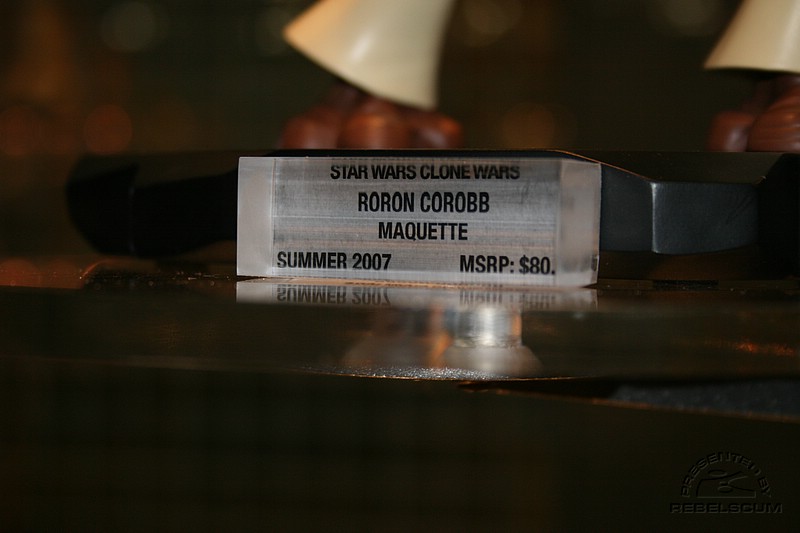 STAR WARS CLONE WARS
RORON COROBB
MAQUETTE
SUMMER 2007 MSRP: $80.
PRESENTED BY
REBELSCUM